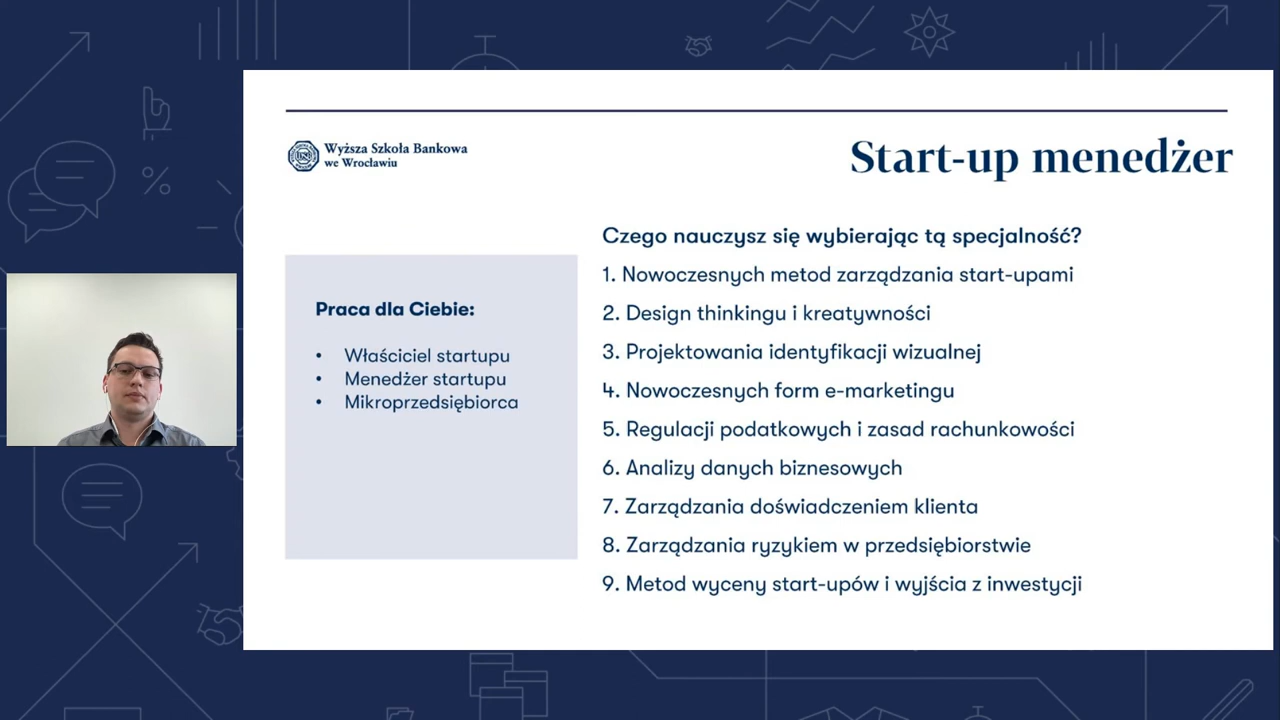 Wyższa Szkoła Bankowa
we Wrocławiu
Start-up menedżer
Praca dla Ciebie:
• Właściciel startupu
• Menedżer startupu
• Mikroprzedsiębiorca
Czego nauczysz się wybierając tą specjalność?
1. Nowoczesnych metod zarządzania start-upami
2. Design thinkingu i kreatywności
3. Projektowania identyfikacji wizualnej
4. Nowoczesnych form e-marketingu
5. Regulacji podatkowych i zasad rachunkowości
6. Analizy danych biznesowych
7. Zarządzania doświadczeniem klienta
8. Zarządzania ryzykiem w przedsiębiorstwie
9. Metod wyceny start-upów i wyjścia z inwestycji